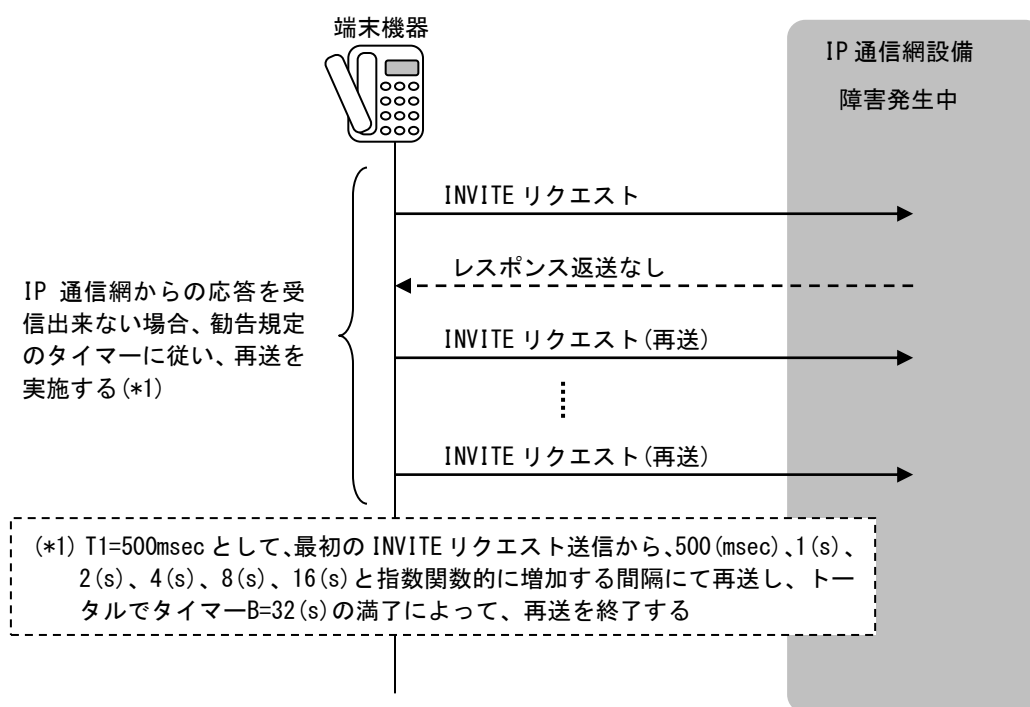 端末機器
IP 通信網設備
障害発生中
INVITE リクエスト
レスポンス返送なし
IP 通信網からの応答を受
信出来ない場合、勧告規定
のタイマーに従い、再送を
実施する(*1)
INVITE リクエスト(再送)
INVITE リクエスト(再送)
(*1) T1=500msec として、最初の INVITE リクエスト送信から、500(msec)、1(s)、
2(s)、4(s)、8(s)、16(s)と指数関数的に増加する間隔にて再送し、トー
タルでタイマーB=32(s)の満了によって、再送を終了する